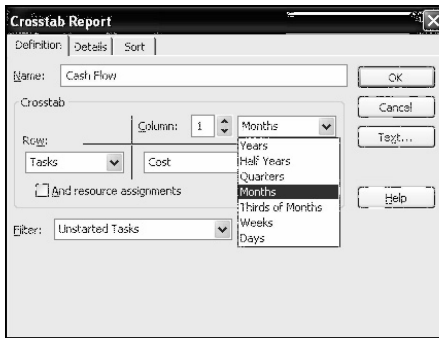 Crosstab Report
Definition Details Sort
Name: Cash Flow
OK
Crosstab
Cancel
Column: 1 Months
Text...
Row:
Years
Tasks Cost
Half Years
Quarters
And resource assignments
Months
Help
Thirds of Months
Filter: Unstarted Tasks
Weeks
Days